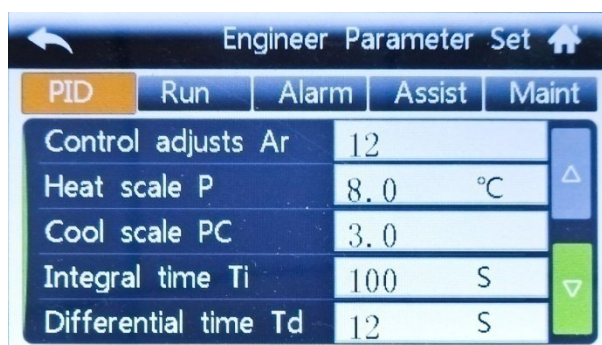 Engineer Parameter Set
PID Run Alarm Assist Maint
Control adjusts Ar 12
Heat scale P 8.0 ℃
Cool scale PC 3.0
Integral time Ti 100 S
Differential time Td 12 S